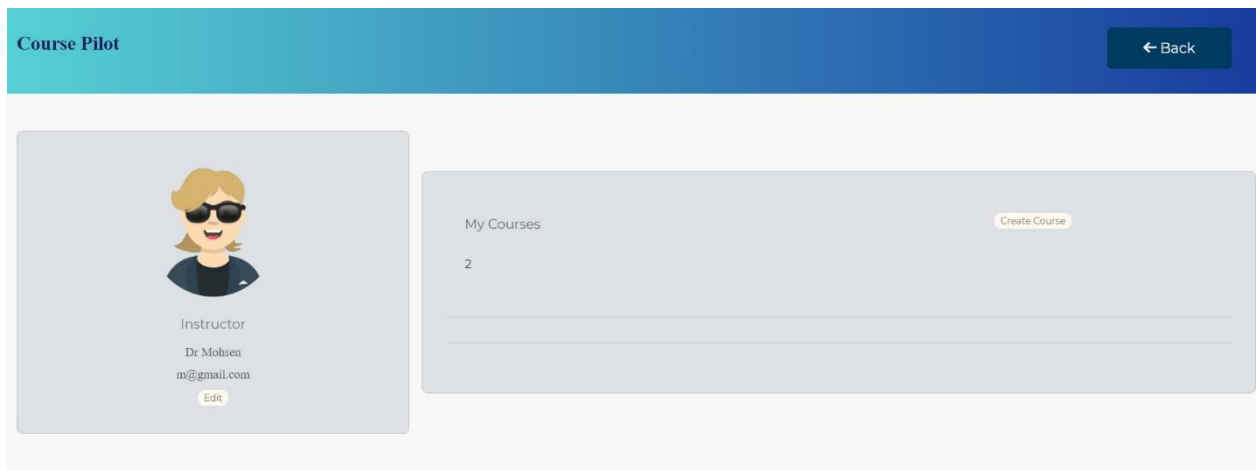 Course Pilot
← Back
Instructor
Dr Mohsen
m@gmail.com
Edit
My Courses
Create Course
2